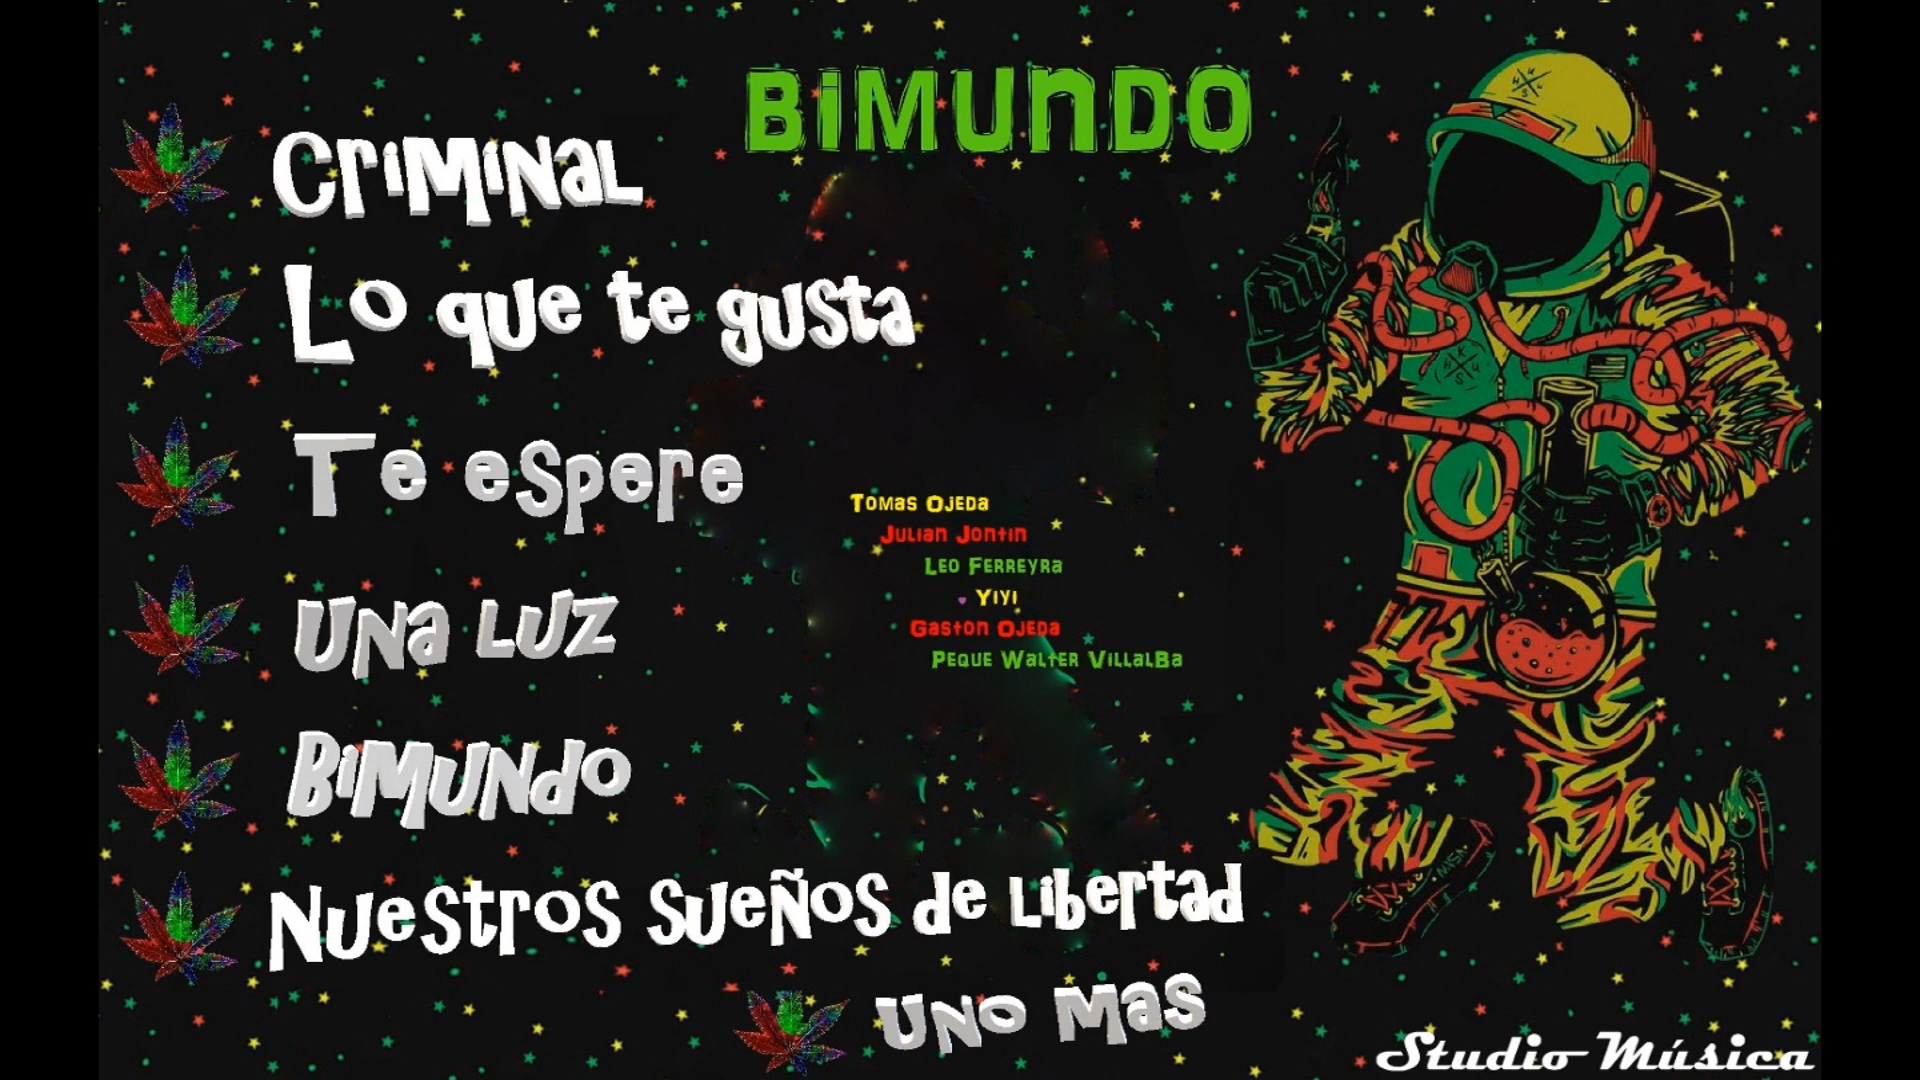 BiMUNDO
CriMiNaL
Lo que te gusta
Te espere
UNa LUZ
BiMUNdo
NUestros sueños de Libertad
UNO Mas
Tomas Ojeda
Julian Jontin
Leo Ferreyra
Yiyi
Gaston Ojeda
Peque Walter Villalba
Studio Música